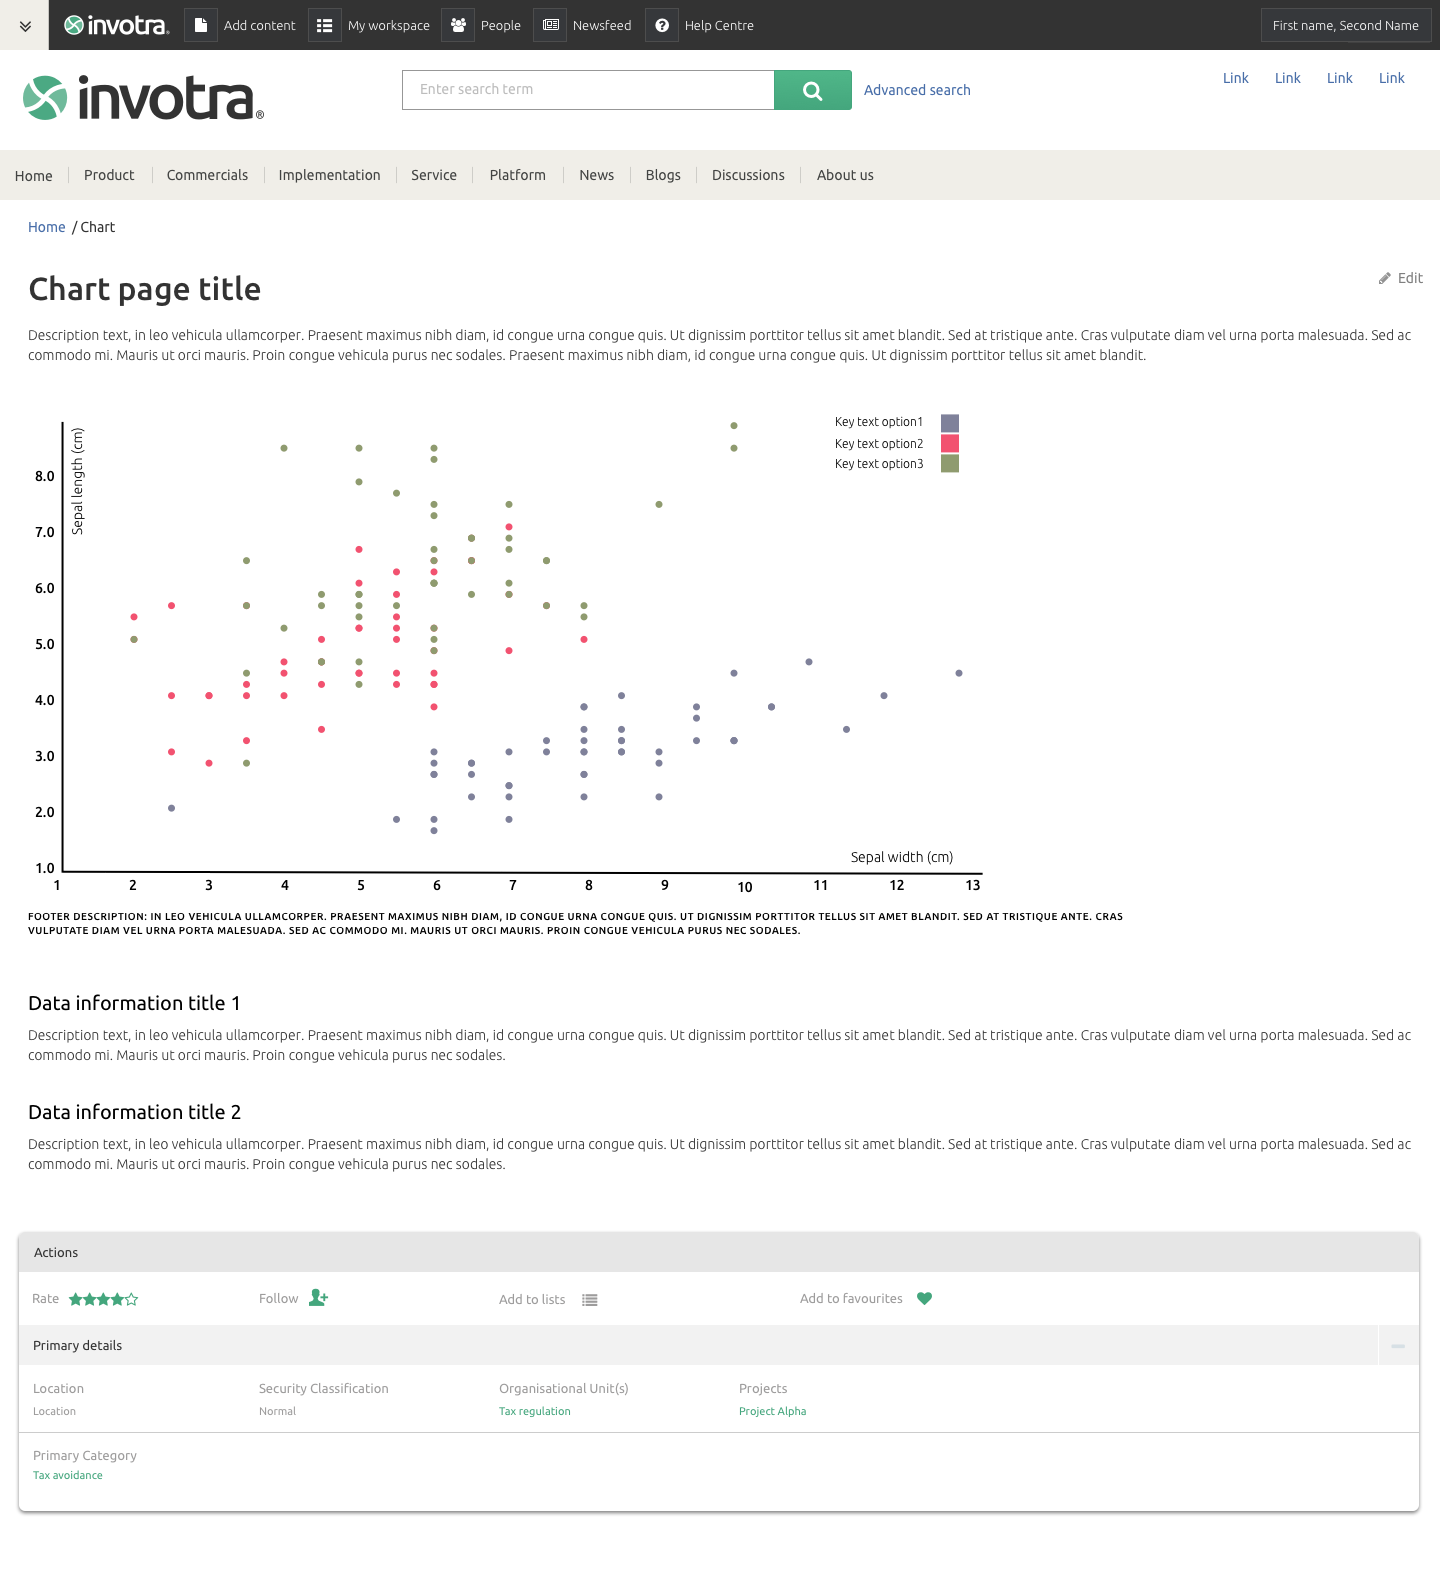 invotra® Add content My workspace People Newsfeed Help Centre First name, Second Name
invotra® Enter search term Advanced search Link Link Link Link
Home Product Commercials Implementation Service Platform News Blogs Discussions About us
Home / Chart
Chart page title
Edit
Description text, in leo vehicula ullamcorper. Praesent maximus nibh diam, id congue urna congue quis. Ut dignissim porttitor tellus sit amet blandit. Sed at tristique ante. Cras vulputate diam vel urna porta malesuada. Sed ac
commodo mi. Mauris ut orci mauris. Proin congue vehicula purus nec sodales. Praesent maximus nibh diam, id congue urna congue quis. Ut dignissim porttitor tellus sit amet blandit.
Key text option1
Key text option2
Key text option3
Sepal length (cm)
8.0
7.0
6.0
5.0
4.0
3.0
2.0
1.0
Sepal width (cm)
1 2 3 4 5 6 7 8 9 10 11 12 13
FOOTER DESCRIPTION: IN LEO VEHICULA ULLAMCORPER. PRAESENT MAXIMUS NIBH DIAM, ID CONGUE URNA CONGUE QUIS. UT DIGNISSIM PORTTITOR TELLUS SIT AMET BLANDIT. SED AT TRISTIQUE ANTE. CRAS
VULPUTATE DIAM VEL URNA PORTA MALESUADA. SED AC COMMODO MI. MAURIS UT ORCI MAURIS. PROIN CONGUE VEHICULA PURUS NEC SODALES.
Data information title 1
Description text, in leo vehicula ullamcorper. Praesent maximus nibh diam, id congue urna congue quis. Ut dignissim porttitor tellus sit amet blandit. Sed at tristique ante. Cras vulputate diam vel urna porta malesuada. Sed ac
commodo mi. Mauris ut orci mauris. Proin congue vehicula purus nec sodales.
Data information title 2
Description text, in leo vehicula ullamcorper. Praesent maximus nibh diam, id congue urna congue quis. Ut dignissim porttitor tellus sit amet blandit. Sed at tristique ante. Cras vulputate diam vel urna porta malesuada. Sed ac
commodo mi. Mauris ut orci mauris. Proin congue vehicula purus nec sodales.
Actions
Rate Follow Add to lists Add to favourites
Primary details
Location Security Classification Organisational Unit(s) Projects
Location Normal Tax regulation Project Alpha
Primary Category
Tax avoidance